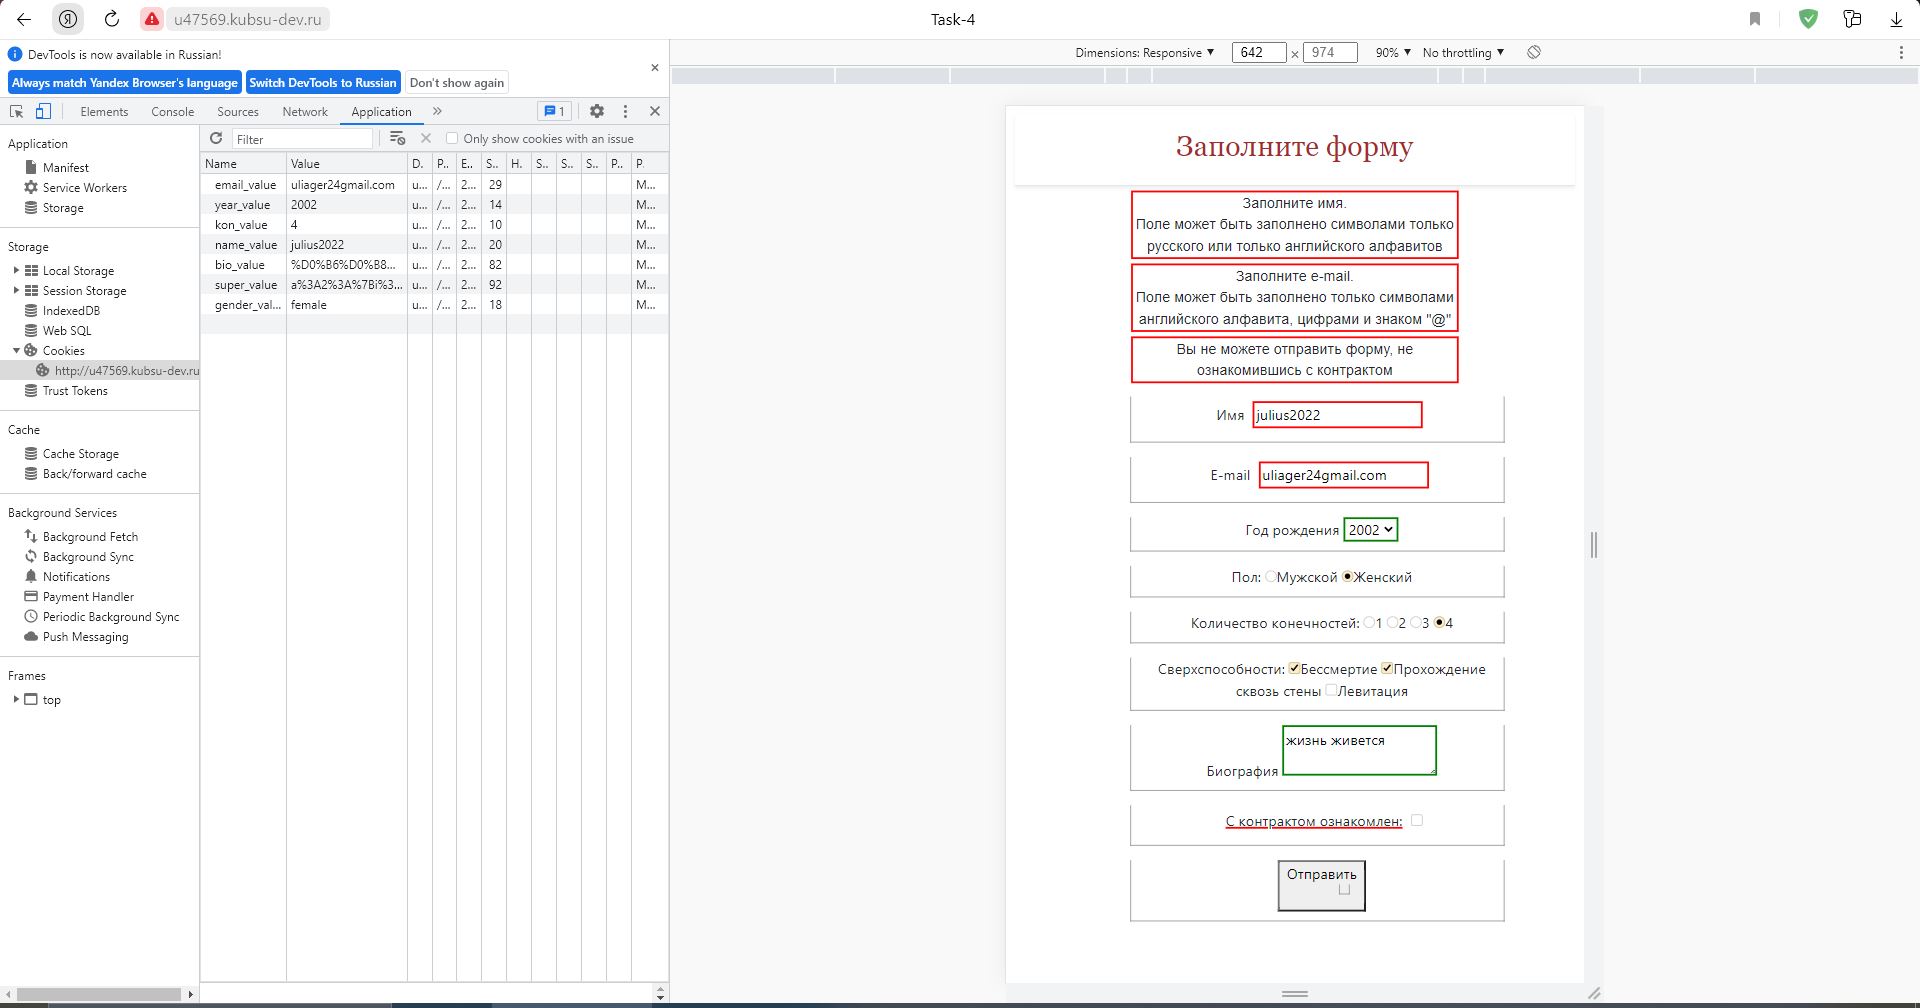 u47569.kubsu-dev.ru
Task-4
DevTools is now available in Russian!
Always match Yandex Browser's language
Switch DevTools to Russian
Don't show again
Elements
Console
Sources
Network
Application
1
Application
Manifest
Service Workers
Storage
Storage
Local Storage
Session Storage
IndexedDB
Web SQL
Cookies
http://u47569.kubsu-dev.ru
Trust Tokens
Cache
Cache Storage
Back/forward cache
Background Services
Background Fetch
Background Sync
Notifications
Payment Handler
Periodic Background Sync
Push Messaging
Frames
top
Filter
Only show cookies with an issue
Name Value D. P.. E.. S.. H. S.. S.. S.. P.. P.
email_value uliager24gmail.com u... /... 2... 29 M...
year_value 2002 u... /... 2... 14 M...
kon_value 4 u... /... 2... 10 M...
name_value julius2022 u... /... 2... 20 M...
bio_value %D0%B6%D0%B8... u... /... 2... 82 M...
super_value a%3A2%3A%7Bi%3... u... /... 2... 92 M...
gender_val... female u... /... 2... 18 M...
Dimensions: Responsive
642 × 974
90%
No throttling
Заполните форму
Заполните имя.
Поле может быть заполнено символами только
русского или только английского алфавитов
Заполните e-mail.
Поле может быть заполнено только символами
английского алфавита, цифрами и знаком "@"
Вы не можете отправить форму, не
ознакомившись с контрактом
Имя julius2022
E-mail uliager24gmail.com
Год рождения 2002
Пол: Мужской Женский
Количество конечностей: 1 2 3 4
Сверхспособности: Бессмертие Прохождение
сквозь стены Левитация
жизнь живется
Биография
С контрактом ознакомлен:
Отправить